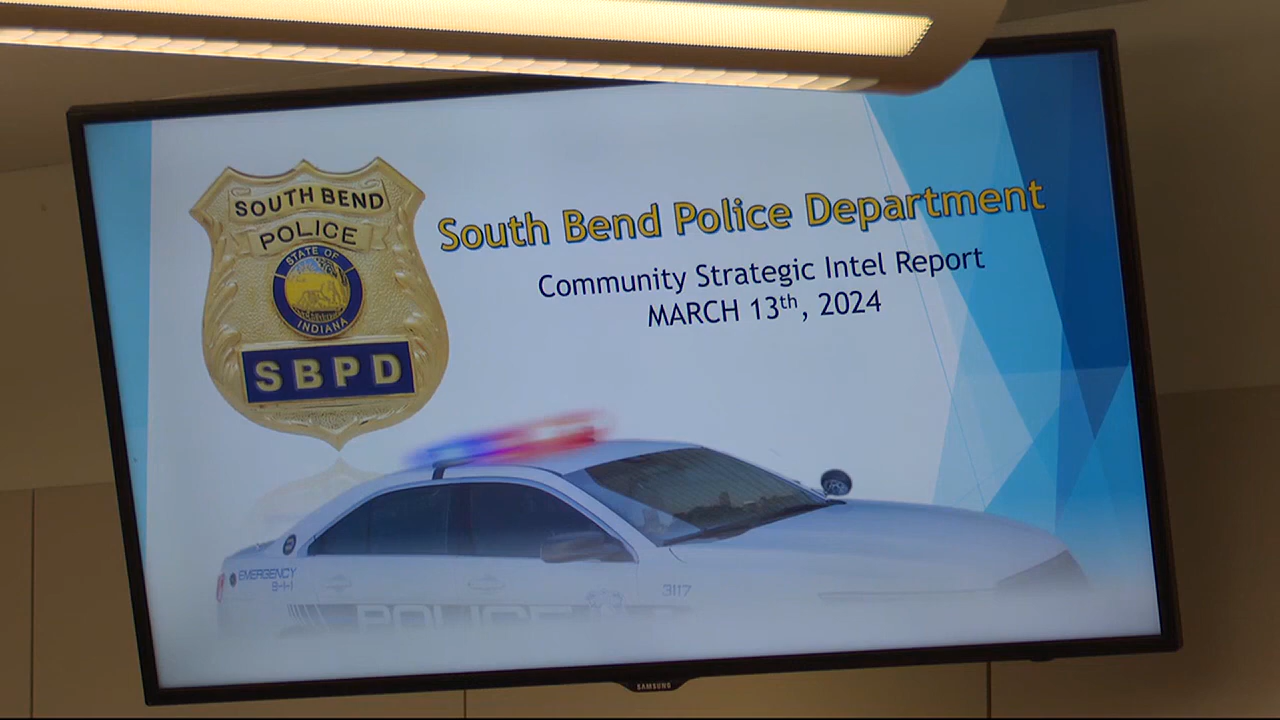 SOUTH BEND
POLICE
STATE OF
INDIANA
SBPD
South Bend Police Department
Community Strategic Intel Report
MARCH 13th, 2024
EMERGENCY
9-1-1
3117
POLICE
SAMSUNG